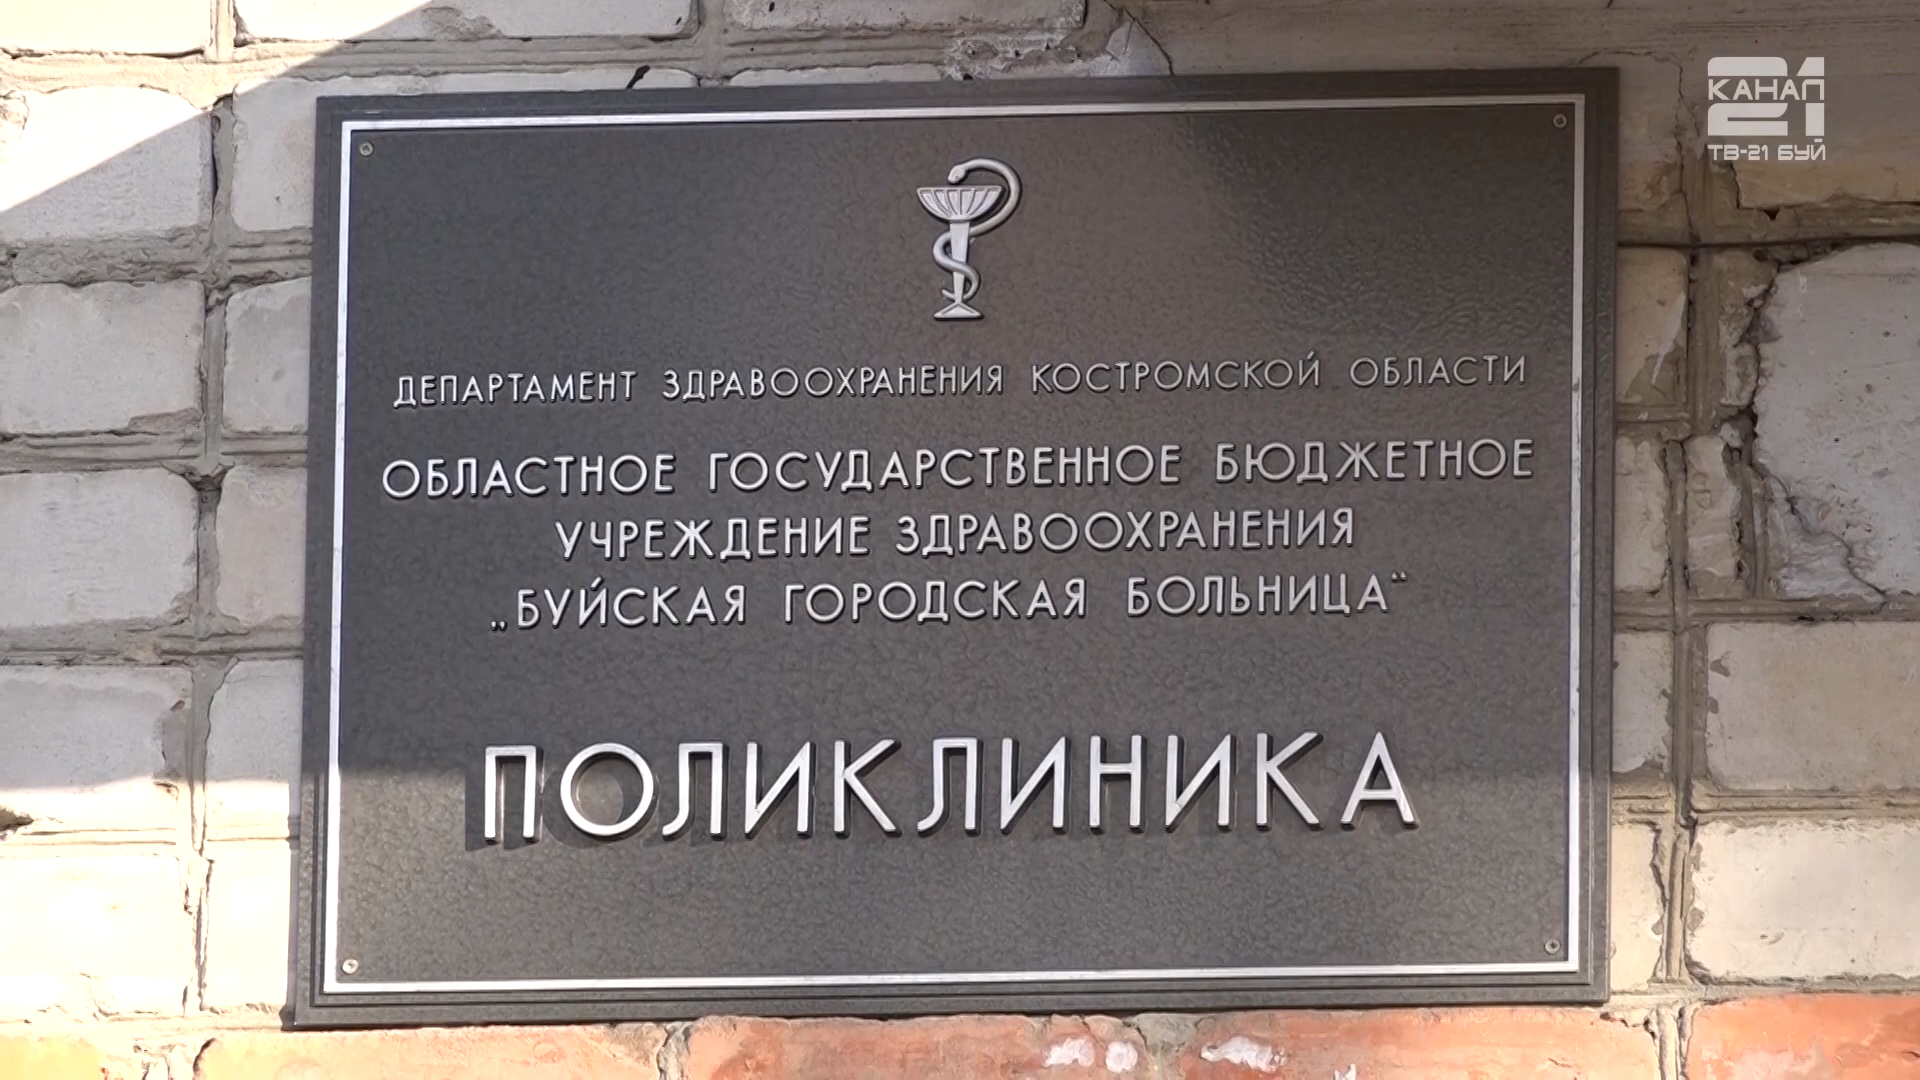 КАНАЛ
21
ТВ-21 БУЙ
ДЕПАРТАМЕНТ ЗДРАВООХРАНЕНИЯ КОСТРОМСКОЙ ОБЛАСТИ
ОБЛАСТНОЕ ГОСУДАРСТВЕННОЕ БЮДЖЕТНОЕ
УЧРЕЖДЕНИЕ ЗДРАВООХРАНЕНИЯ
„БУЙСКАЯ ГОРОДСКАЯ БОЛЬНИЦА“
ПОЛИКЛИНИКА